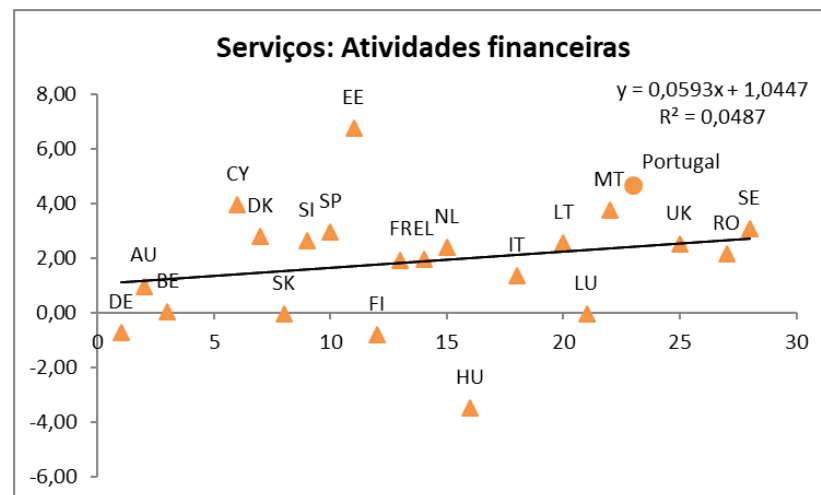 Serviços: Atividades financeiras
y = 0,0593x + 1,0447
R² = 0,0487
8,00
6,00
4,00
2,00
0,00
-2,00
-4,00
-6,00
0
5
10
15
20
25
30
DE
AU
BE
CY
DK
SK
SI
SP
EE
FI
FR
EL
NL
HU
IT
LT
LU
MT
Portugal
UK
RO
SE